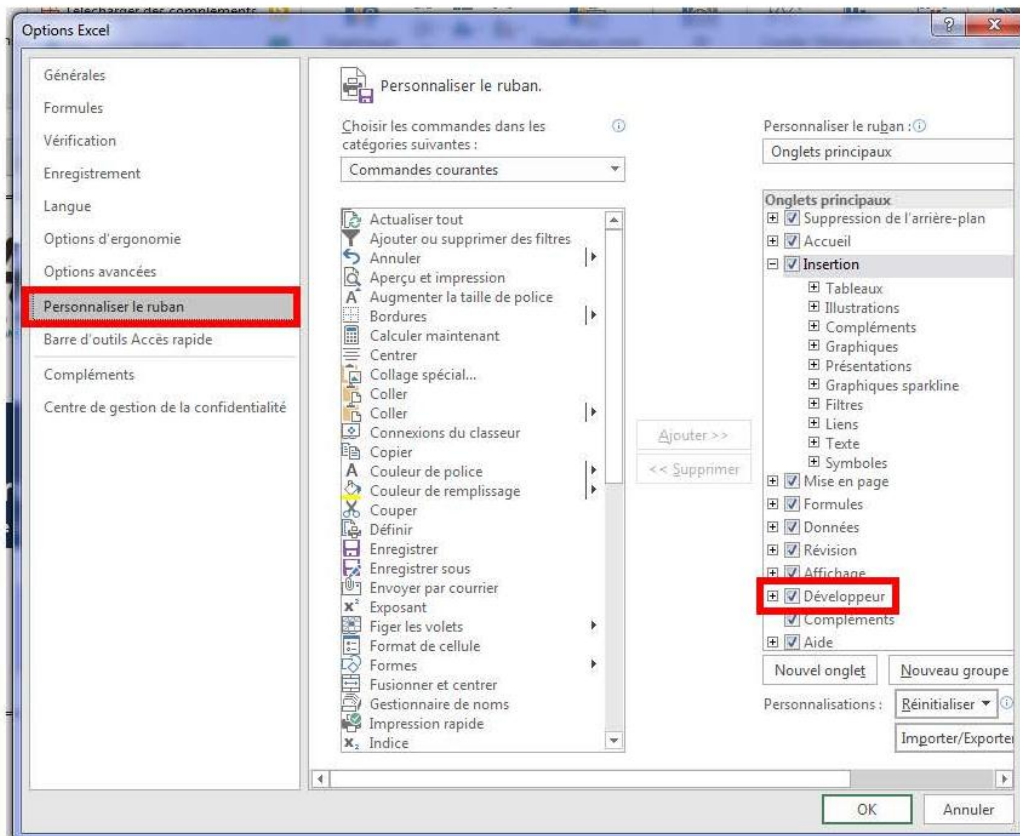 Télécharger des compléments
Options Excel
Générales
Formules
Vérification
Enregistrement
Langue
Options d'ergonomie
Options avancées
Personnaliser le ruban
Barre d'outils Accès rapide
Compléments
Centre de gestion de la confidentialité
Personnaliser le ruban.
Choisir les commandes dans les
catégories suivantes :
Commandes courantes
Actualiser tout
Ajouter ou supprimer des filtres
Annuler
Aperçu et impression
Augmenter la taille de police
Bordures
Calculer maintenant
Centrer
Collage spécial...
Coller
Coller
Connexions du classeur
Copier
Couleur de police
Couleur de remplissage
Couper
Définir
Enregistrer
Enregistrer sous
Envoyer par courrier
Exposant
Figer les volets
Format de cellule
Formes
Fusionner et centrer
Gestionnaire de noms
Impression rapide
Indice
Ajouter >>
<< Supprimer
Personnaliser le ruban :
Onglets principaux
Onglets principaux
Suppression de l'arrière-plan
Accueil
Insertion
Tableaux
Illustrations
Compléments
Graphiques
Présentations
Graphiques sparkline
Filtres
Liens
Texte
Symboles
Mise en page
Formules
Données
Révision
Affichage
Développeur
Compléments
Aide
Nouvel onglet
Nouveau groupe
Personnalisations :
Réinitialiser
Importer/Exporter
OK
Annuler